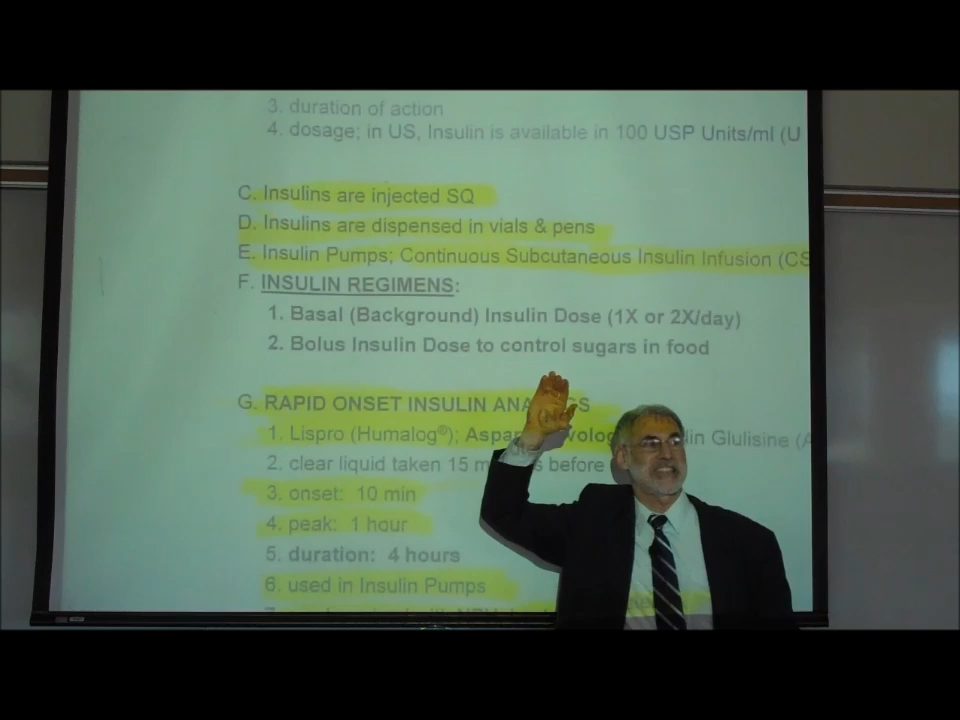 3. duration of action
4. dosage; in US, Insulin is available in 100 USP Units/ml (U
C. Insulins are injected SQ
D. Insulins are dispensed in vials & pens
E. Insulin Pumps; Continuous Subcutaneous Insulin Infusion (CS
F. INSULIN REGIMENS:
1. Basal (Background) Insulin Dose (1X or 2X/day)
2. Bolus Insulin Dose to control sugars in food
G. RAPID ONSET INSULIN
1. Lispro (Humalog®); Glulisine (A
2. clear liquid taken 15 before
3. onset: 10 min
4. peak: 1 hour
5. duration: 4 hours
6. used in Insulin Pumps